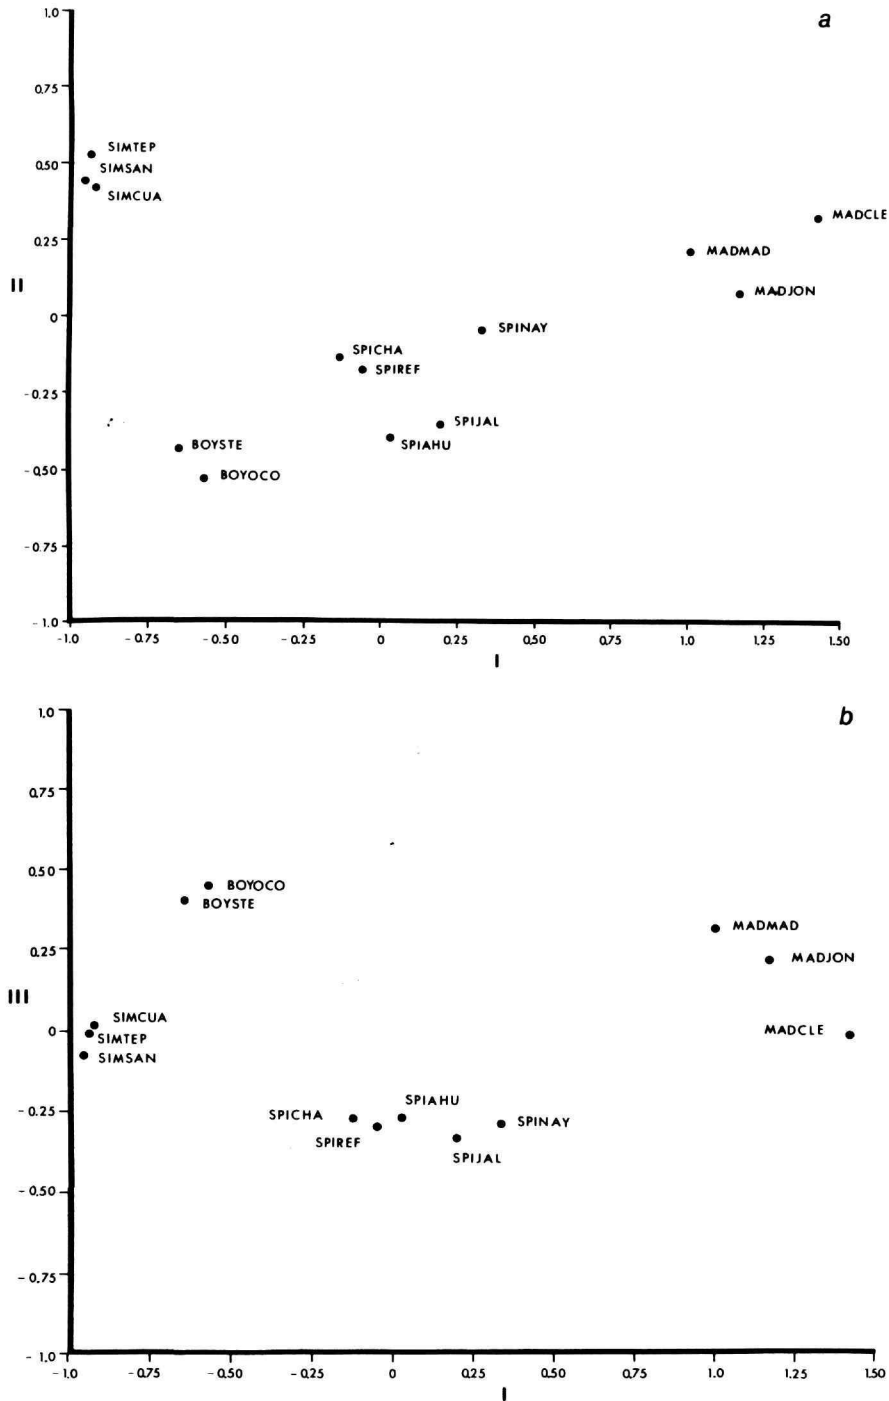 a
1.0
0.75
0.50
0.25
0
-0.25
-0.50
-0.75
-1.0
II
SIMTEP
SIMSAN
SIMCUA
MADCLE
MADMAD
MADJON
SPINAY
SPICHA
SPIREF
SPIJAL
SPIAHU
BOYSTE
BOYOCO
-1.0 -0.75 -0.50 -0.25 0 0.25 0.50 0.75 1.0 1.25 1.50
I
b
1.0
0.75
0.50
0.25
0
-0.25
-0.50
-0.75
-1.0
III
BOYOCO
BOYSTE
MADMAD
MADJON
SIMCUA
SIMTEP
SIMSAN
MADCLE
SPIAHU
SPICHA
SPINAY
SPIREF
SPIJAL
-1.0 -0.75 -0.50 -0.25 0 0.25 0.50 0.75 1.0 1.25 1.50
I